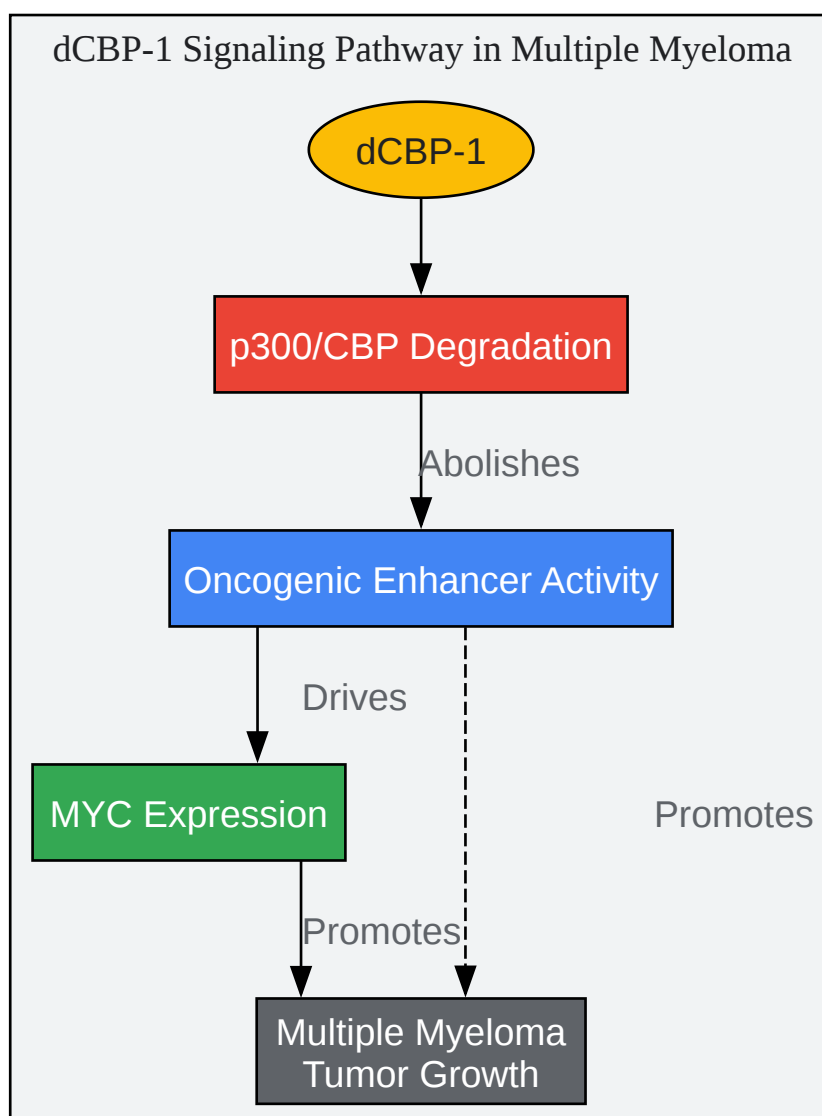 dCBP-1 Signaling Pathway in Multiple Myeloma
dCBP-1
p300/CBP Degradation
Abolishes
Oncogenic Enhancer Activity
Drives
MYC Expression
Promotes
Promotes
Multiple Myeloma
Tumor Growth